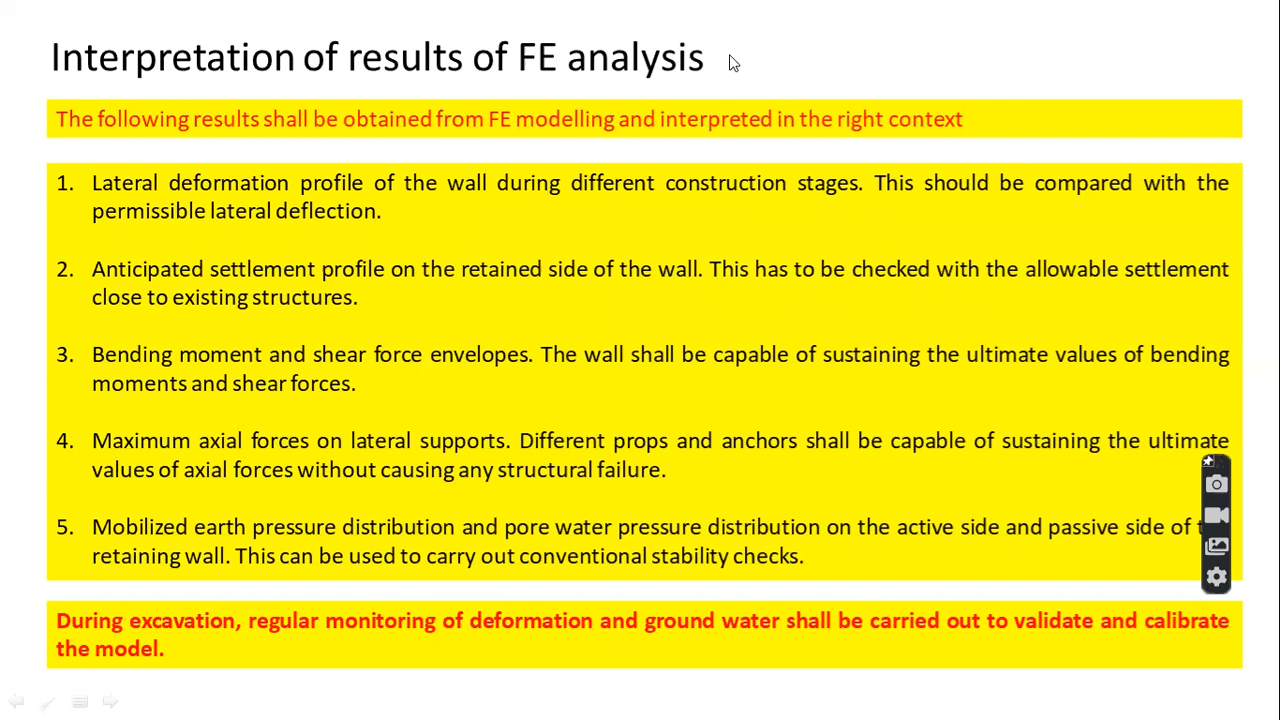 Interpretation of results of FE analysis
The following results shall be obtained from FE modelling and interpreted in the right context
1. Lateral deformation profile of the wall during different construction stages. This should be compared with the
permissible lateral deflection.
2. Anticipated settlement profile on the retained side of the wall. This has to be checked with the allowable settlement
close to existing structures.
3. Bending moment and shear force envelopes. The wall shall be capable of sustaining the ultimate values of bending
moments and shear forces.
4. Maximum axial forces on lateral supports. Different props and anchors shall be capable of sustaining the ultimate
values of axial forces without causing any structural failure.
5. Mobilized earth pressure distribution and pore water pressure distribution on the active side and passive side of
retaining wall. This can be used to carry out conventional stability checks.
During excavation, regular monitoring of deformation and ground water shall be carried out to validate and calibrate
the model.